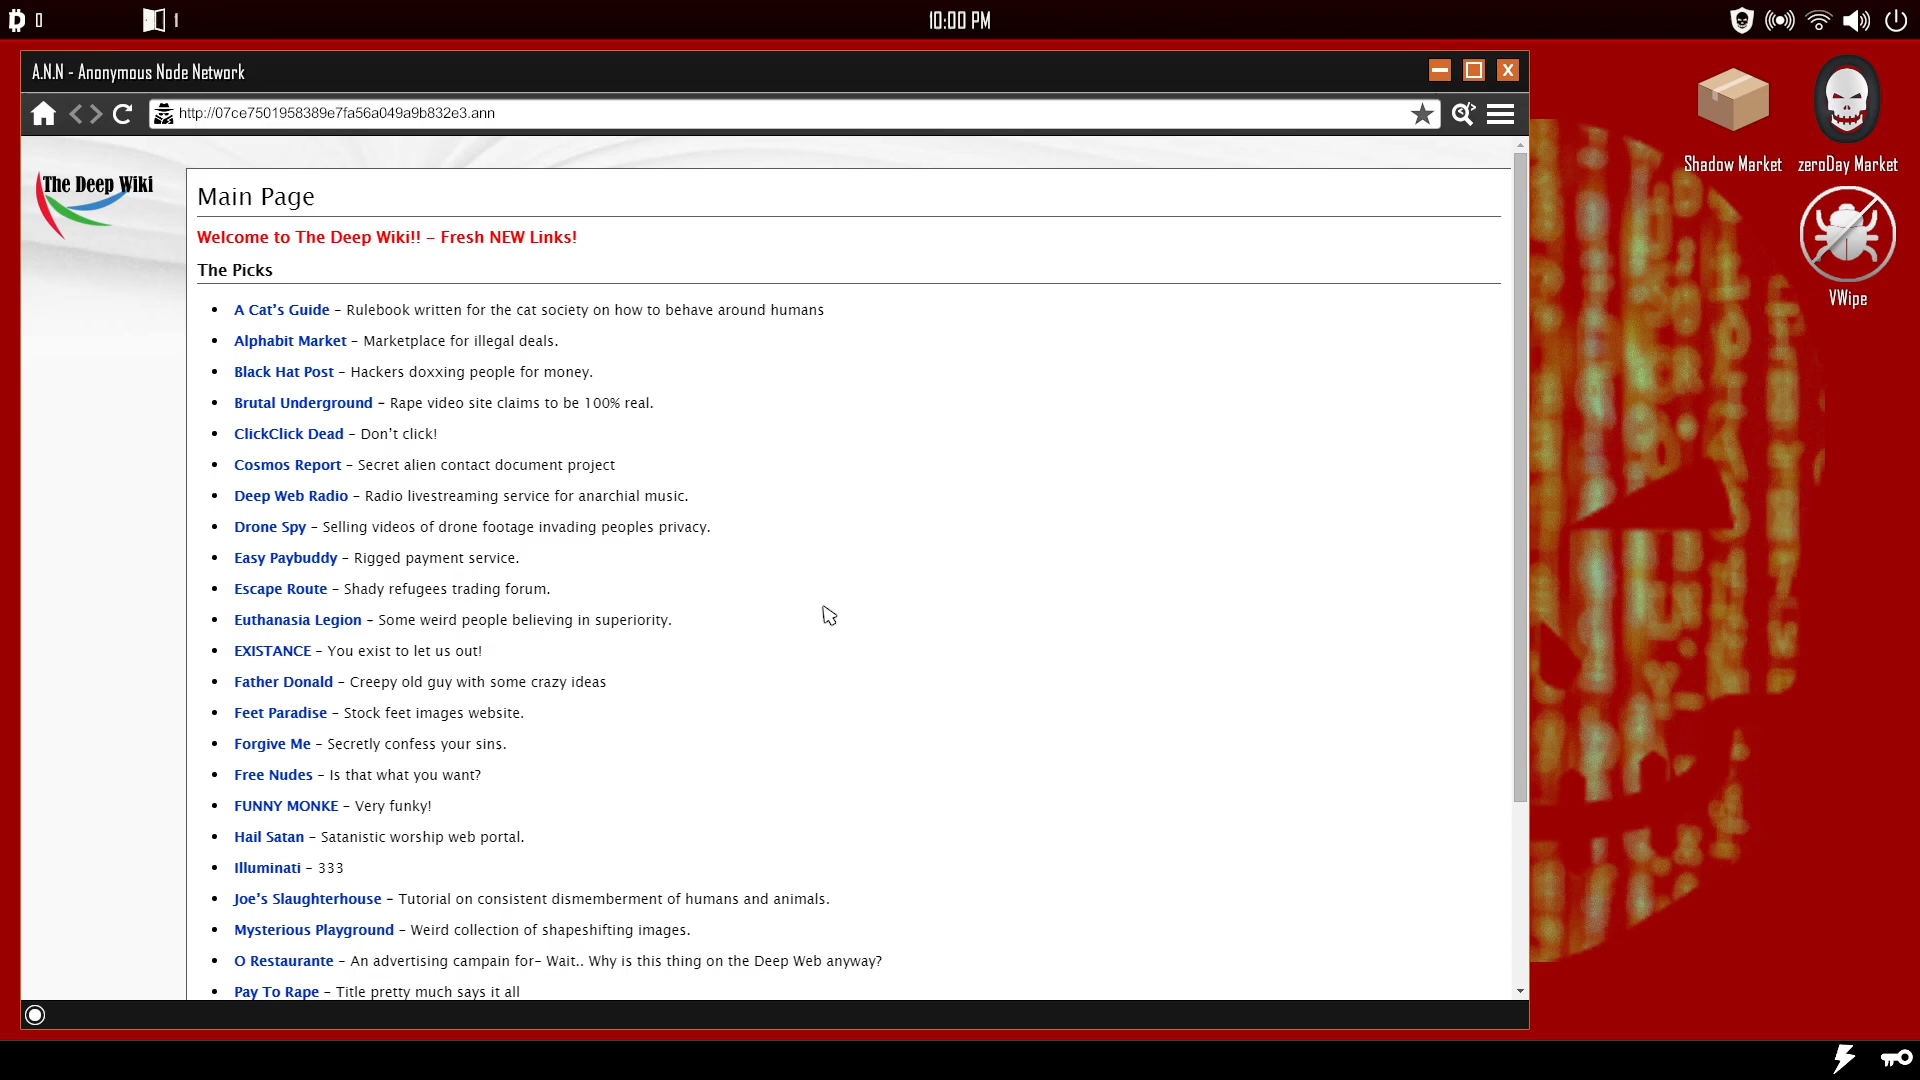 0
1
10:00 PM
A.N.N - Anonymous Node Network
http://07ce7501958389e7fa56a049a9b832e3.ann
Shadow Market
zeroDay Market
VWipe
The Deep Wiki
Main Page
Welcome to The Deep Wiki!! – Fresh NEW Links!
The Picks
A Cat's Guide – Rulebook written for the cat society on how to behave around humans
Alphabit Market – Marketplace for illegal deals.
Black Hat Post – Hackers doxxing people for money.
Brutal Underground – Rape video site claims to be 100% real.
ClickClick Dead – Don't click!
Cosmos Report – Secret alien contact document project
Deep Web Radio – Radio livestreaming service for anarchial music.
Drone Spy – Selling videos of drone footage invading peoples privacy.
Easy Paybuddy – Rigged payment service.
Escape Route – Shady refugees trading forum.
Euthanasia Legion – Some weird people believing in superiority.
EXISTANCE – You exist to let us out!
Father Donald – Creepy old guy with some crazy ideas
Feet Paradise – Stock feet images website.
Forgive Me – Secretly confess your sins.
Free Nudes – Is that what you want?
FUNNY MONKE – Very funky!
Hail Satan – Satanistic worship web portal.
Illuminati – 333
Joe's Slaughterhouse – Tutorial on consistent dismemberment of humans and animals.
Mysterious Playground – Weird collection of shapeshifting images.
O Restaurante – An advertising campain for– Wait.. Why is this thing on the Deep Web anyway?
Pay To Rape – Title pretty much says it all